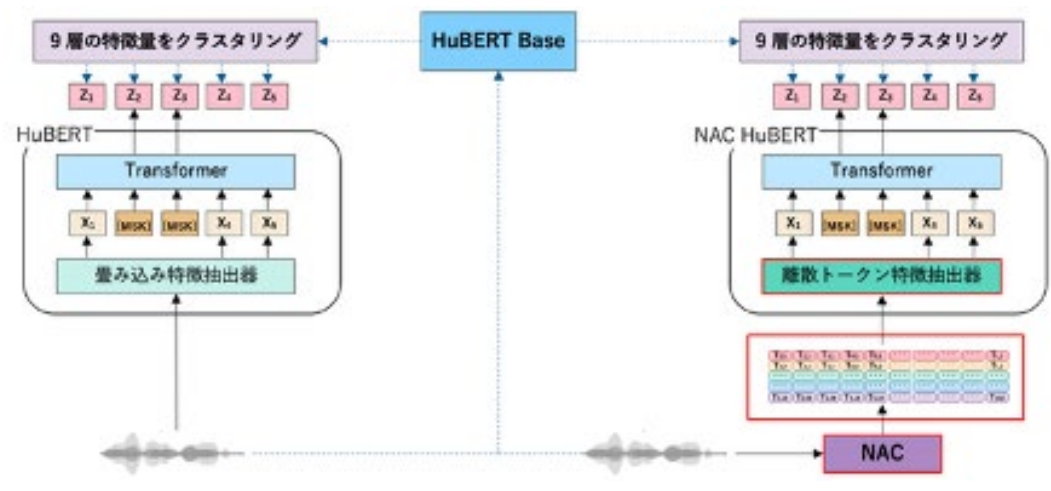 9層の特徴量をクラスタリング
HuBERT Base
9層の特徴量をクラスタリング
Z₁ Z₂ Z₃ Z₄ Z₅
Z₁ Z₂ Z₃ Z₄ Z₅
HuBERT
NAC HuBERT
Transformer
Transformer
X₁ [MSK] [MSK] X₄ X₅
X₁ [MSK] [MSK] X₄ X₅
畳み込み特徴抽出器
離散トークン特徴抽出器
NAC